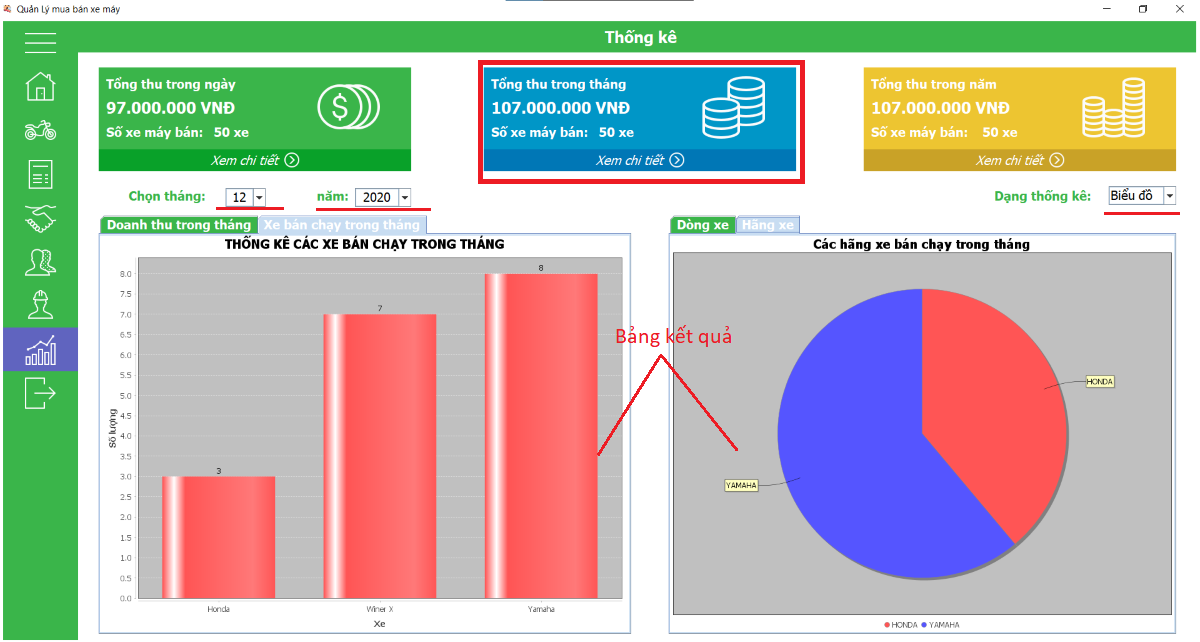 Quản Lý mua bán xe máy
Thống kê
Tổng thu trong ngày
97.000.000 VNĐ
Số xe máy bán: 50 xe
Xem chi tiết
Tổng thu trong tháng
107.000.000 VNĐ
Số xe máy bán: 50 xe
Xem chi tiết
Tổng thu trong năm
107.000.000 VNĐ
Số xe máy bán: 50 xe
Xem chi tiết
Chọn tháng: 12 năm: 2020
Dạng thống kê: Biểu đồ
Doanh thu trong tháng Xe bán chạy trong tháng
THỐNG KÊ CÁC XE BÁN CHẠY TRONG THÁNG
8.0
7.5
7.0
6.5
6.0
5.5
5.0
4.5
4.0
3.5
3.0
2.5
2.0
1.5
1.0
0.5
0.0
Số lượng
3
7
8
Honda Winer X Yamaha
Xe
Bảng kết quả
Dòng xe Hãng xe
Các hãng xe bán chạy trong tháng
HONDA
YAMAHA
HONDA YAMAHA